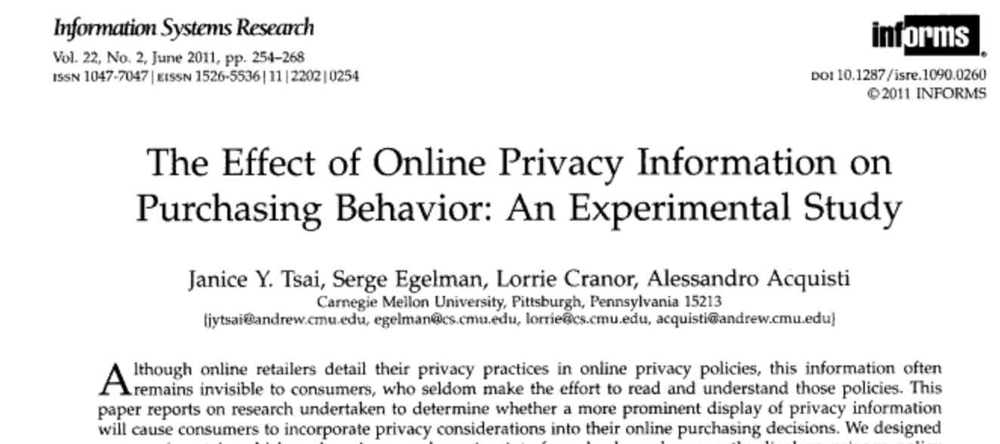 Information Systems Research
Vol. 22, No. 2, June 2011, pp. 254–268
ISSN 1047-7047 | EISSN 1526-5536 | 11 | 2202 | 0254
informs®
DOI 10.1287/isre.1090.0260
©2011 INFORMS
The Effect of Online Privacy Information on
Purchasing Behavior: An Experimental Study
Janice Y. Tsai, Serge Egelman, Lorrie Cranor, Alessandro Acquisti
Carnegie Mellon University, Pittsburgh, Pennsylvania 15213
{jytsai@andrew.cmu.edu, egelman@cs.cmu.edu, lorrie@cs.cmu.edu, acquisti@andrew.cmu.edu}
Although online retailers detail their privacy practices in online privacy policies, this information often
remains invisible to consumers, who seldom make the effort to read and understand those policies. This
paper reports on research undertaken to determine whether a more prominent display of privacy information
will cause consumers to incorporate privacy considerations into their online purchasing decisions. We designed